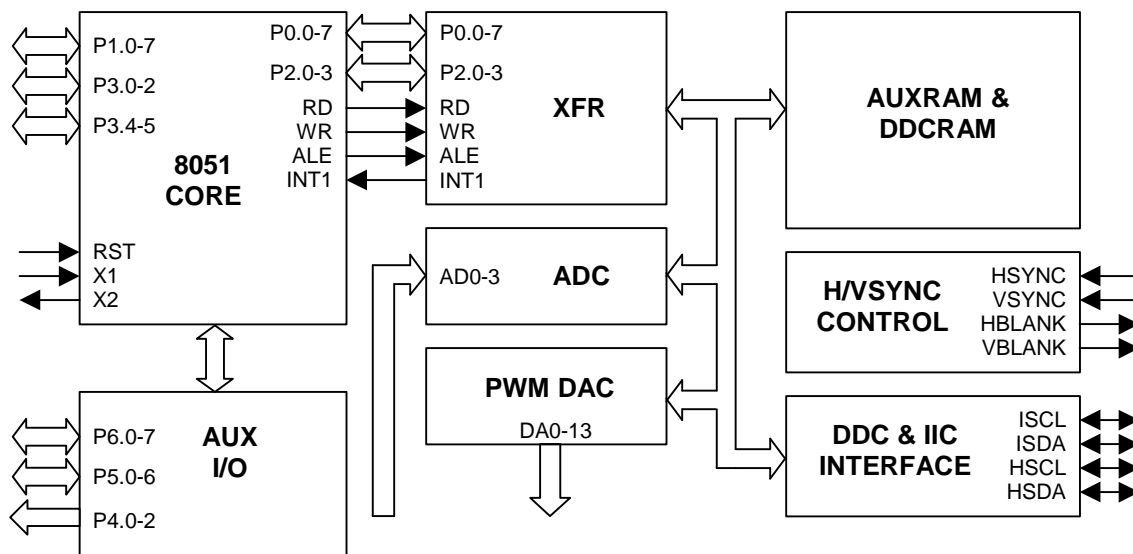 P1.0-7
P3.0-2
P3.4-5
P0.0-7
P2.0-3
RD
WR
ALE
INT1
8051
CORE
RST
X1
X2
P0.0-7
P2.0-3
RD
WR
ALE
INT1
XFR
AUXRAM &
DDCRAM
AD0-3
ADC
H/VSYNC
CONTROL
HSYNC
VSYNC
HBLANK
VBLANK
PWM DAC
DA0-13
AUX
I/O
P6.0-7
P5.0-6
P4.0-2
DDC & IIC
INTERFACE
ISCL
ISDA
HSCL
HSDA